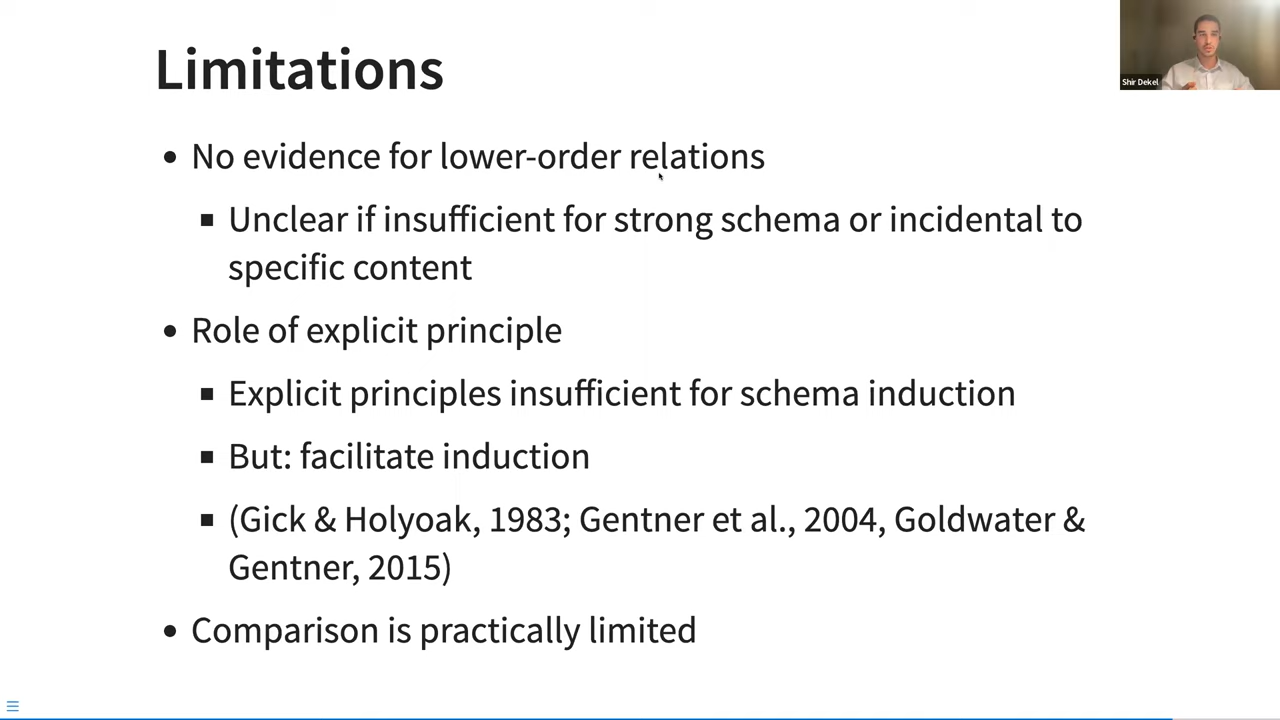 Limitations
Shir Dekel
• No evidence for lower-order relations
▪ Unclear if insufficient for strong schema or incidental to
specific content
• Role of explicit principle
▪ Explicit principles insufficient for schema induction
▪ But: facilitate induction
▪ (Gick & Holyoak, 1983; Gentner et al., 2004, Goldwater &
Gentner, 2015)
• Comparison is practically limited